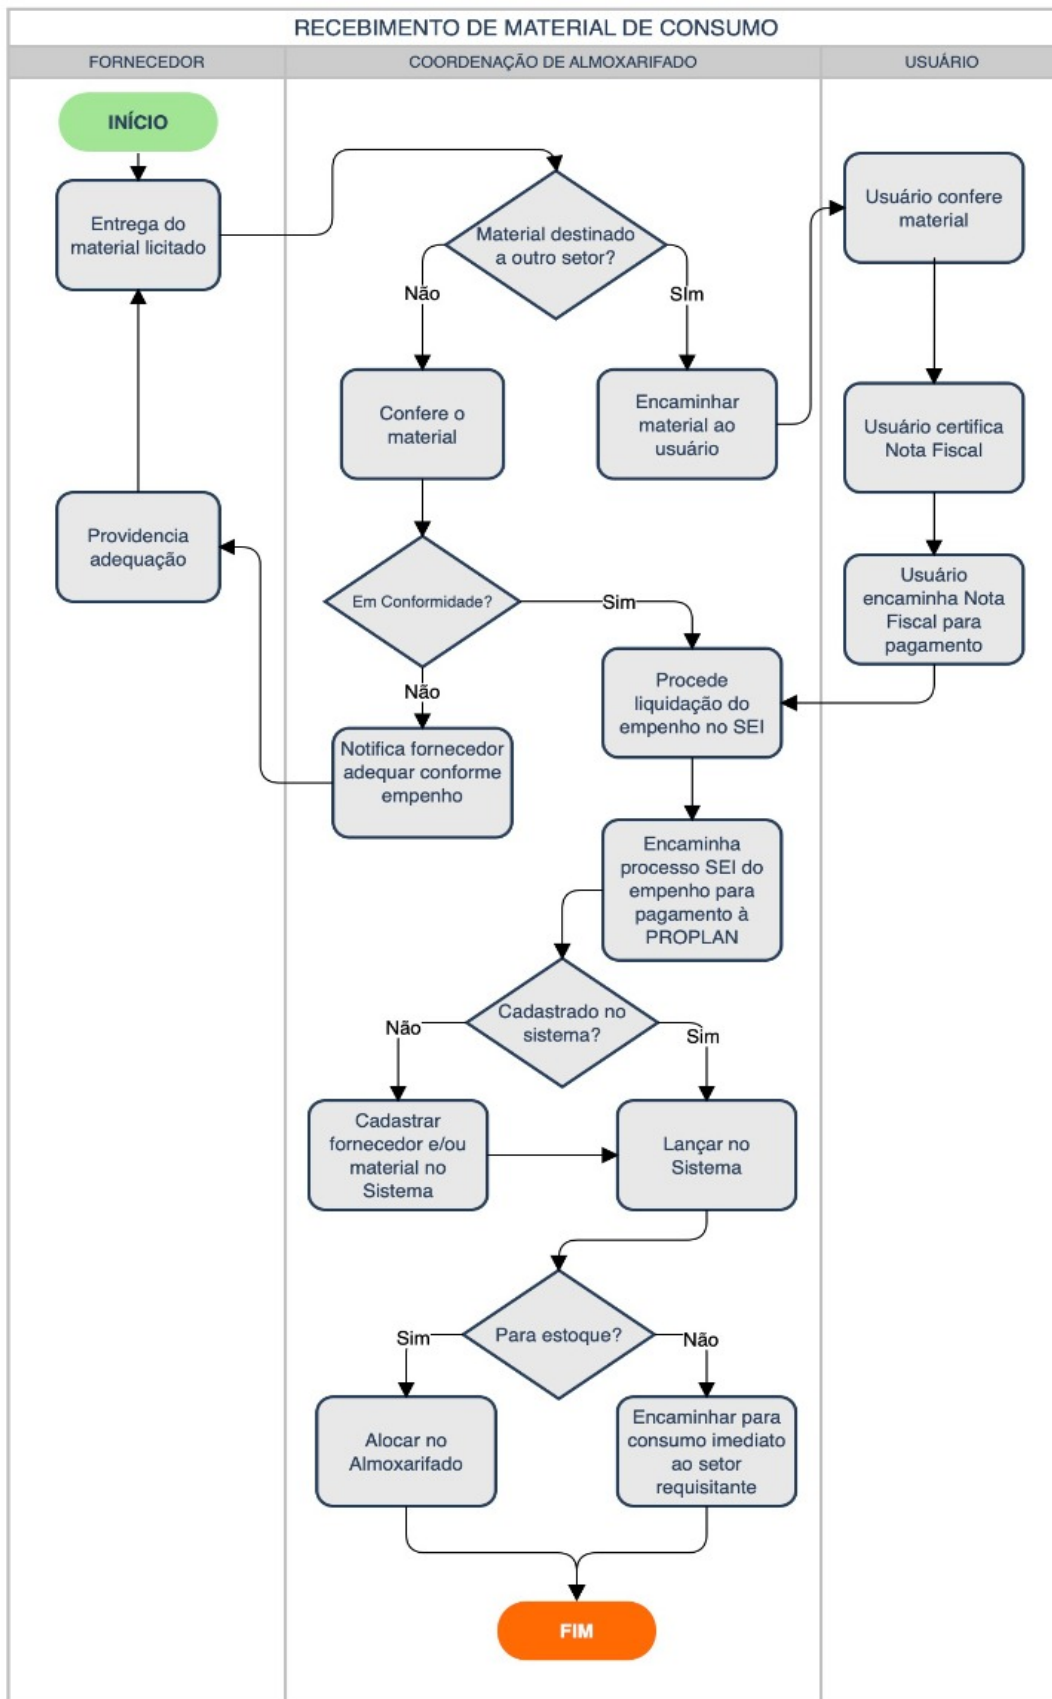 RECEBIMENTO DE MATERIAL DE CONSUMO
FORNECEDOR
COORDENAÇÃO DE ALMOXARIFADO
USUÁRIO
INÍCIO
Entrega do
material licitado
Material destinado
a outro setor?
Usuário confere
material
Não
SIm
Confere o
material
Encaminhar
material ao
usuário
Usuário certifica
Nota Fiscal
Providencia
adequação
Em Conformidade?
Sim
Usuário
encaminha Nota
Fiscal para
pagamento
Não
Procede
liquidação do
empenho no SEI
Notifica fornecedor
adequar conforme
empenho
Encaminha
processo SEI do
empenho para
pagamento à
PROPLAN
Cadastrado no
sistema?
Não
Sim
Cadastrar
fornecedor e/ou
material no
Sistema
Lançar no
Sistema
Para estoque?
Sim
Não
Alocar no
Almoxarifado
Encaminhar para
consumo imediato
ao setor
requisitante
FIM